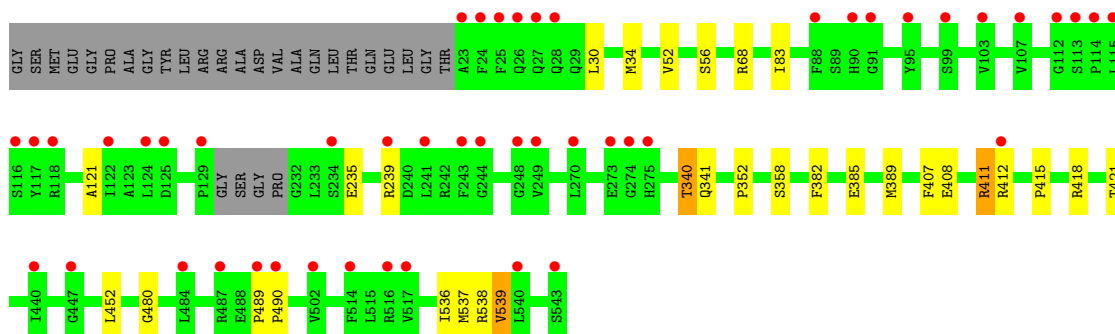 GLY SER MET GLU GLY PRO ALA GLY TYR LEU ARG ARG ALA ASP VAL ALA GLN LEU THR GLN GLU LEU GLY THR A23 F24 F25 Q26 Q27 Q28 Q29 L30 M34 V52 S56 R68 I83 F88 S89 H90 G91 Y95 S99 V103 V107 G112 S113 P114 L115
S116 Y117 R118 A121 I122 A123 L124 D125 P129 GLY SER GLY PRO G232 L233 S234 E235 R239 D240 L241 R242 F243 G244 G248 V249 L270 E273 G274 H275 T340 Q341 P352 S358 F382 E385 M389 F407 E408 R411 R412 P415 R418 T421
I440 G447 L452 G480 L484 R487 E488 P489 P490 V502 F514 L515 R516 V517 I536 M537 R538 V539 L540 S543